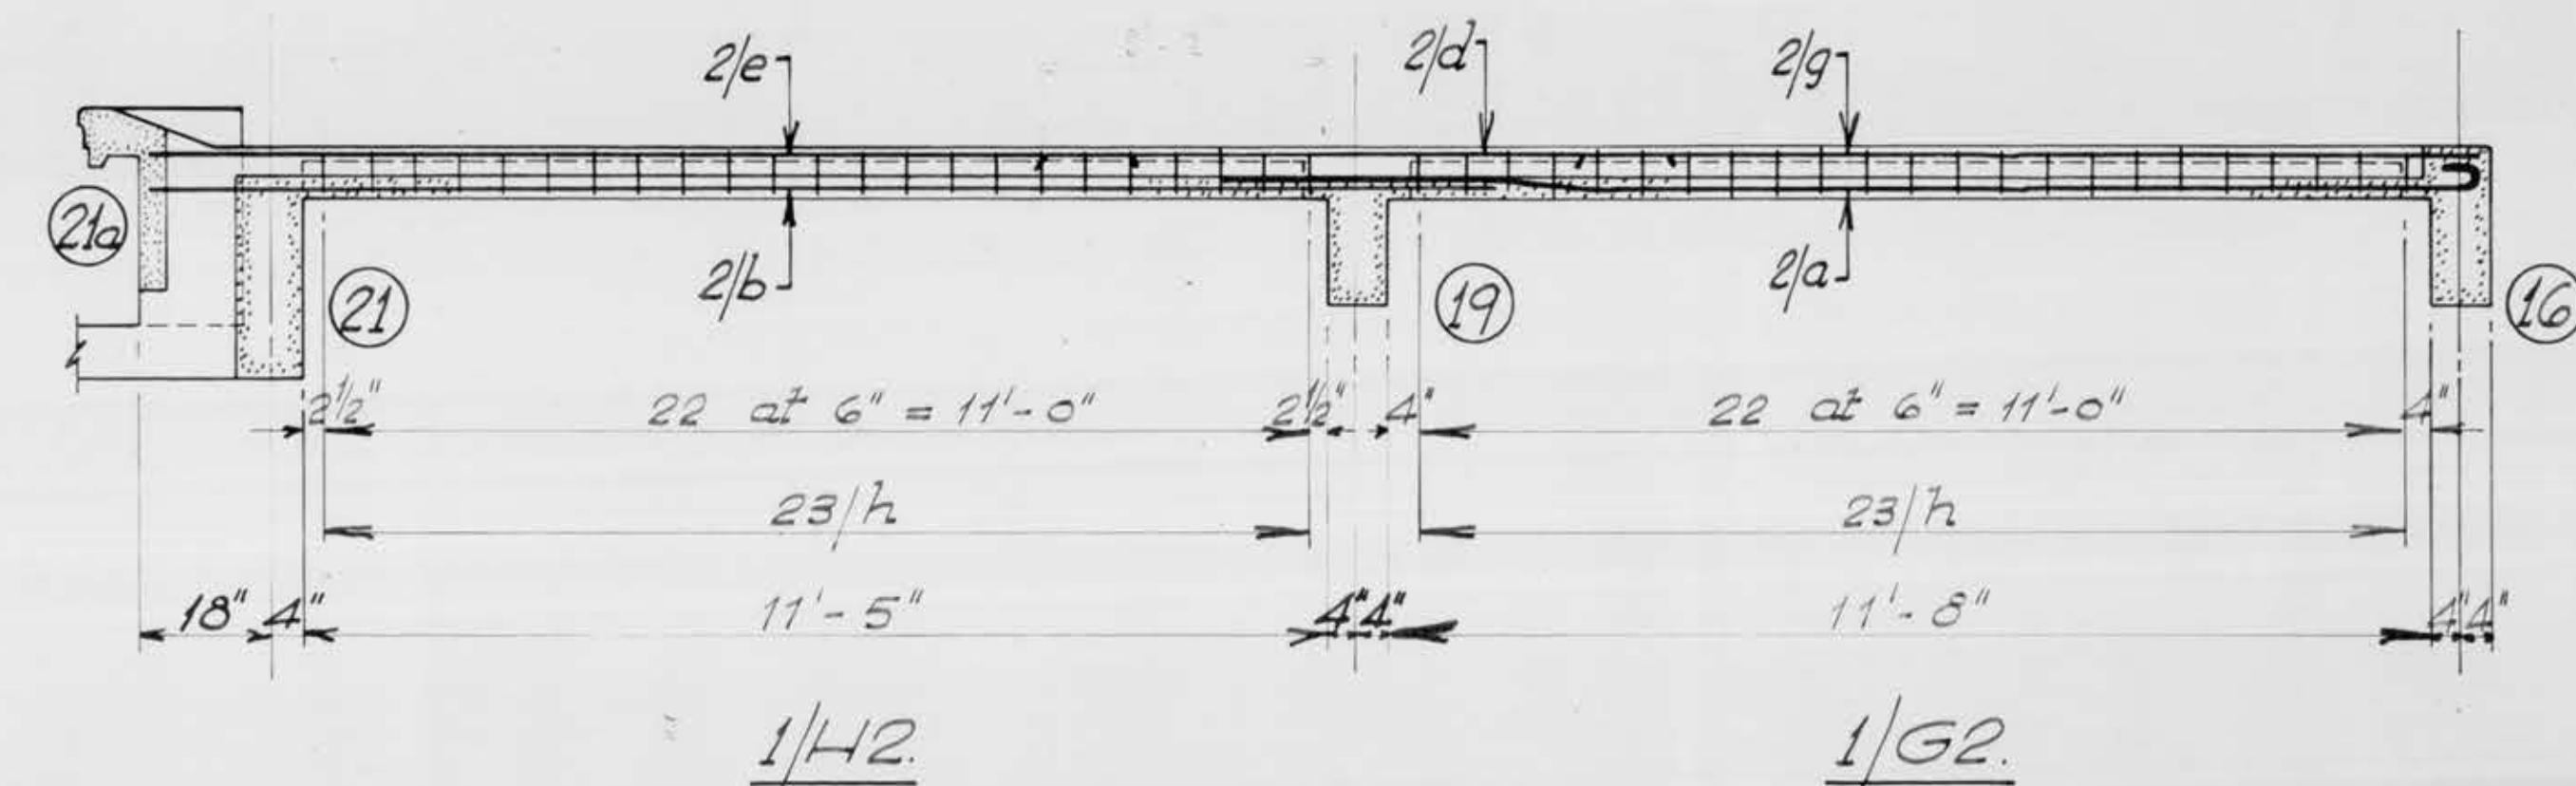 2/e 2/d 2/g
21a
2/b 2/a
21 19 16
2½" 22 at 6" = 11'-0" 2½" 4" 22 at 6" = 11'-0" 4"
23/h 23/h
18" 4" 11'-5" 4" 4" 11'-8" 4" 4"
1/H2. 1/G2.